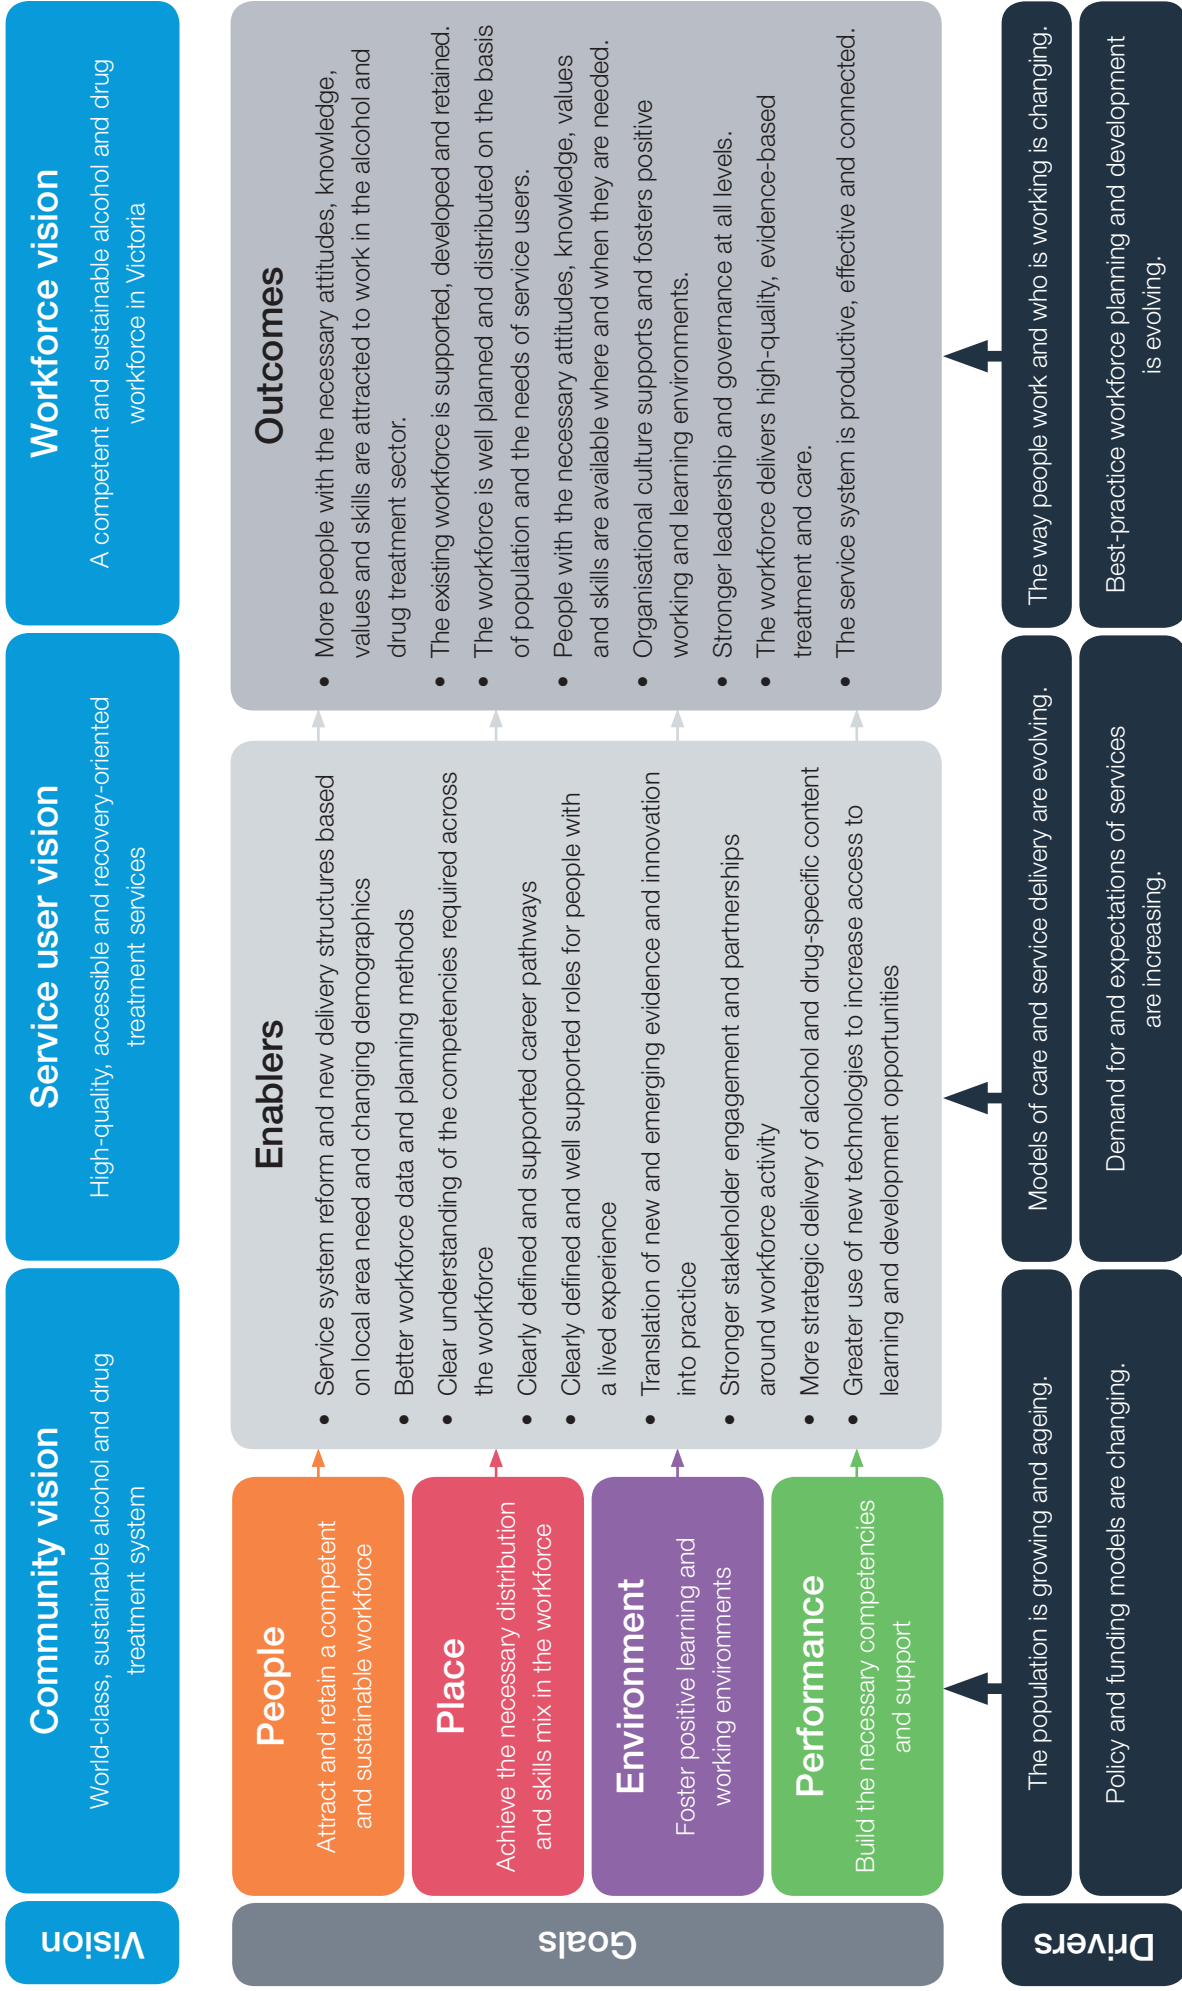 Vision
Community vision
World-class, sustainable alcohol and drug
treatment system
Service user vision
High-quality, accessible and recovery-oriented
treatment services
Workforce vision
A competent and sustainable alcohol and drug
workforce in Victoria
Goals
People
Attract and retain a competent
and sustainable workforce
Place
Achieve the necessary distribution
and skills mix in the workforce
Environment
Foster positive learning and
working environments
Performance
Build the necessary competencies
and support
Enablers
• Service system reform and new delivery structures based
on local area need and changing demographics
• Better workforce data and planning methods
• Clear understanding of the competencies required across
the workforce
• Clearly defined and supported career pathways
• Clearly defined and well supported roles for people with
a lived experience
• Translation of new and emerging evidence and innovation
into practice
• Stronger stakeholder engagement and partnerships
around workforce activity
• More strategic delivery of alcohol and drug-specific content
• Greater use of new technologies to increase access to
learning and development opportunities
Outcomes
• More people with the necessary attitudes, knowledge,
values and skills are attracted to work in the alcohol and
drug treatment sector.
• The existing workforce is supported, developed and retained.
• The workforce is well planned and distributed on the basis
of population and the needs of service users.
• People with the necessary attitudes, knowledge, values
and skills are available where and when they are needed.
• Organisational culture supports and fosters positive
working and learning environments.
• Stronger leadership and governance at all levels.
• The workforce delivers high-quality, evidence-based
treatment and care.
• The service system is productive, effective and connected.
Drivers
The population is growing and ageing.
Models of care and service delivery are evolving.
The way people work and who is working is changing.
Policy and funding models are changing.
Demand for and expectations of services
are increasing.
Best-practice workforce planning and development
is evolving.